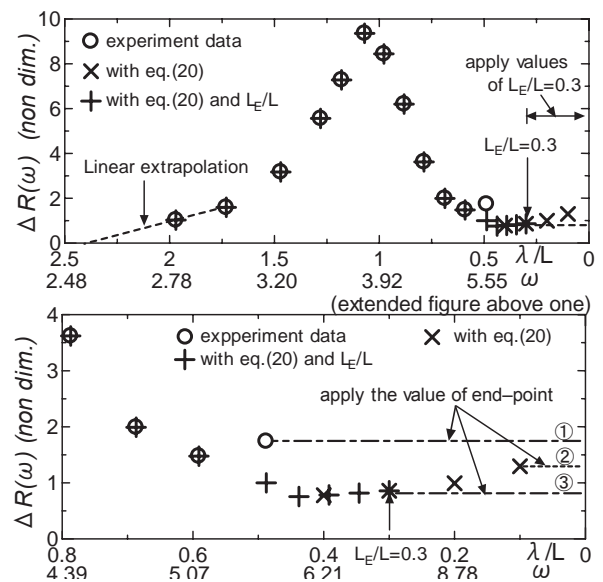 10
8
6
4
2
0
ΔR(ω) (non dim.)
experiment data
with eq.(20)
with eq.(20) and L_E/L
apply values
of L_E/L=0.3
L_E/L=0.3
Linear extrapolation
2.5 2 1.5 1 0.5 λ/L 0
2.48 2.78 3.20 3.92 5.55 ω
(extended figure above one)
4
3
2
1
0
ΔR(ω) (non dim.)
expperiment data
with eq.(20)
with eq.(20) and L_E/L
apply the value of end–point
①
②
③
L_E/L=0.3
0.8 0.6 0.4 0.2 λ/L 0
4.39 5.07 6.21 8.78 ω